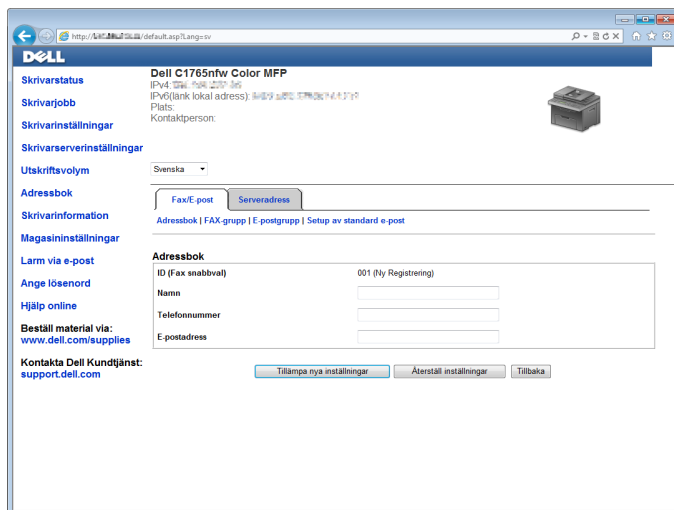 http://
/default.asp?Lang=sv
DELL
Skrivarstatus
Skrivarjobb
Skrivarinställningar
Skrivarserverinställningar
Utskriftsvolym
Adressbok
Skrivarinformation
Magasininställningar
Larm via e-post
Ange lösenord
Hjälp online
Beställ material via:
www.dell.com/supplies
Kontakta Dell Kundtjänst:
support.dell.com
Dell C1765nfw Color MFP
IPv4:
IPv6(länk lokal adress):
Plats:
Kontaktperson:
Svenska
Fax/E-post Serveradress
Adressbok | FAX-grupp | E-postgrupp | Setup av standard e-post
Adressbok
ID (Fax snabbval) 001 (Ny Registrering)
Namn
Telefonnummer
E-postadress
Tillämpa nya inställningar Återställ inställningar Tillbaka